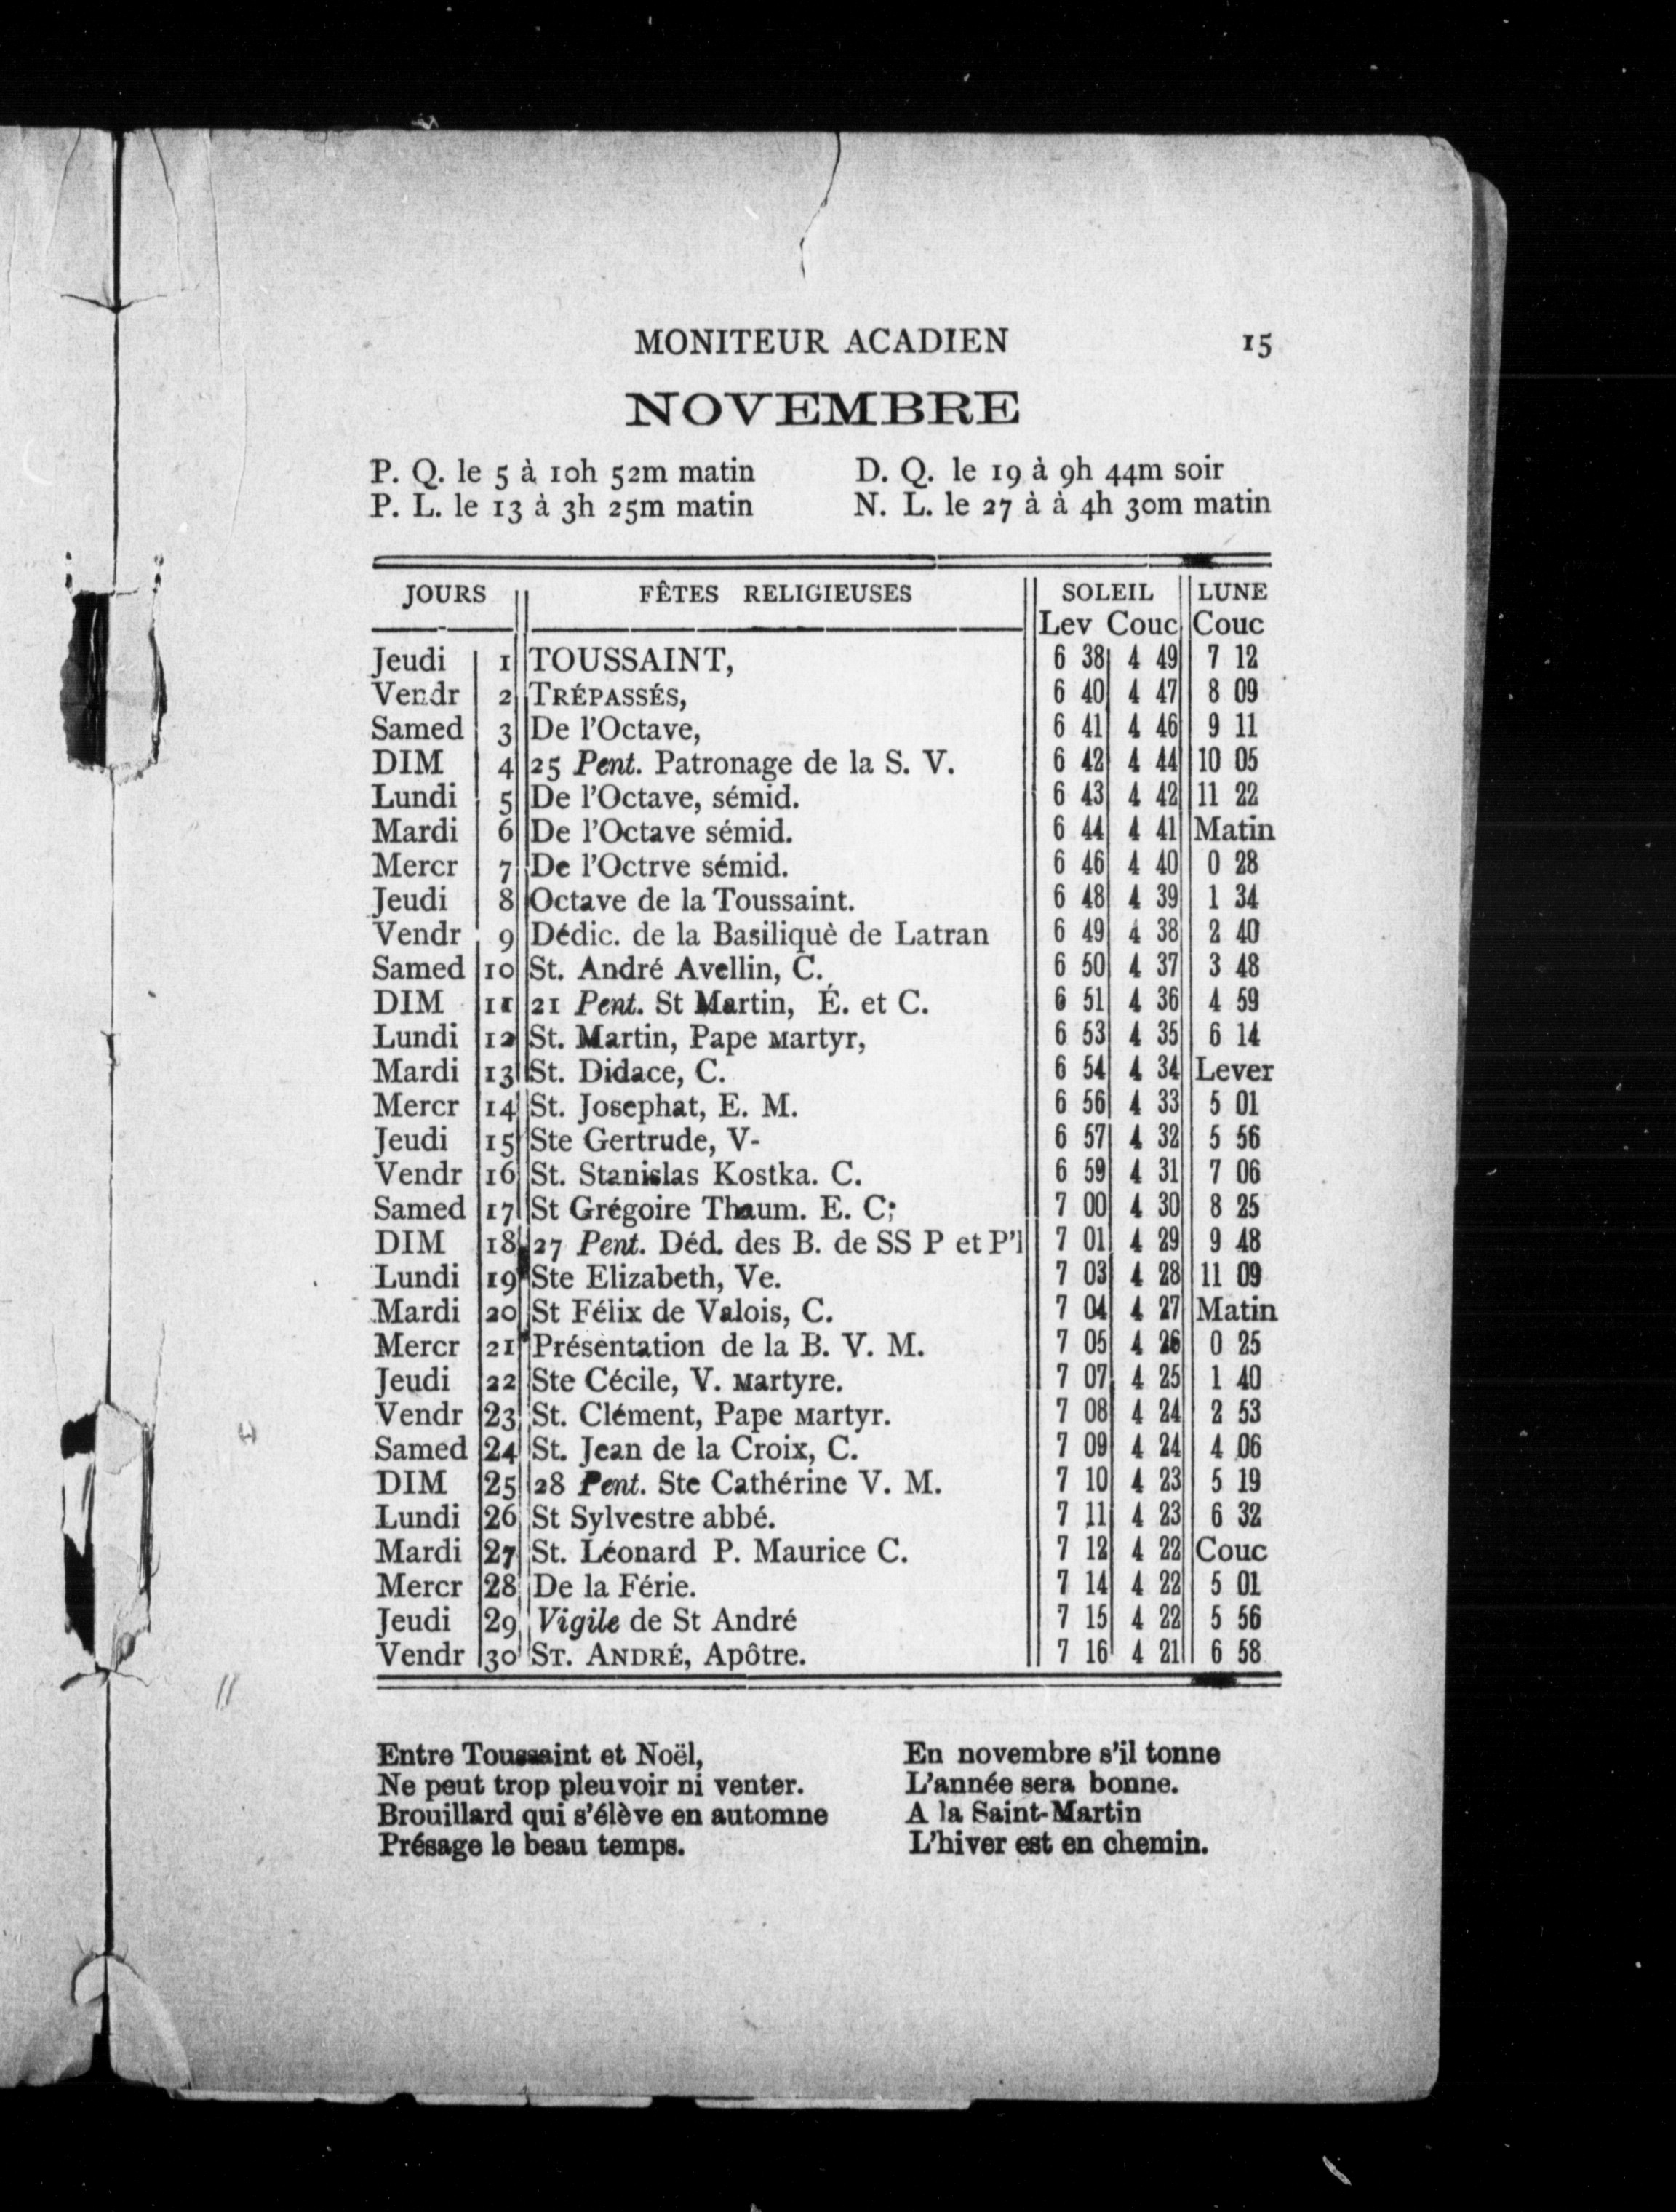 MONITEUR ACADIEN 15
NOVEMBRE
P. Q. le 5 à 10h 52m matin D. Q. le 19 à 9h 44m soir
P. L. le 13 à 3h 25m matin N. L. le 27 à à 4h 30m matin
JOURS FÊTES RELIGIEUSES SOLEIL LUNE
Lev Couc Couc
Jeudi 1 TOUSSAINT, 6 38 4 49 7 12
Vendr 2 TRÉPASSÉS, 6 40 4 47 8 09
Samed 3 De l'Octave, 6 41 4 46 9 11
DIM 4 25 Pent. Patronage de la S. V. 6 42 4 44 10 05
Lundi 5 De l'Octave, sémid. 6 43 4 42 11 22
Mardi 6 De l'Octave sémid. 6 44 4 41 Matin
Mercr 7 De l'Octrve sémid. 6 46 4 40 0 28
Jeudi 8 Octave de la Toussaint. 6 48 4 39 1 34
Vendr 9 Dédic. de la Basiliquè de Latran 6 49 4 38 2 40
Samed 10 St. André Avellin, C. 6 50 4 37 3 48
DIM 11 21 Pent. St Martin, É. et C. 6 51 4 36 4 59
Lundi 12 St. Martin, Pape Martyr, 6 53 4 35 6 14
Mardi 13 St. Didace, C. 6 54 4 34 Lever
Mercr 14 St. Josephat, E. M. 6 56 4 33 5 01
Jeudi 15 Ste Gertrude, V- 6 57 4 32 5 56
Vendr 16 St. Stanislas Kostka. C. 6 59 4 31 7 06
Samed 17 St Grégoire Thaum. E. C; 7 00 4 30 8 25
DIM 18 27 Pent. Déd. des B. de SS P et P'l 7 01 4 29 9 48
Lundi 19 Ste Elizabeth, Ve. 7 03 4 28 11 09
Mardi 20 St Félix de Valois, C. 7 04 4 27 Matin
Mercr 21 Présentation de la B. V. M. 7 05 4 26 0 25
Jeudi 22 Ste Cécile, V. Martyre. 7 07 4 25 1 40
Vendr 23 St. Clément, Pape Martyr. 7 08 4 24 2 53
Samed 24 St. Jean de la Croix, C. 7 09 4 24 4 06
DIM 25 28 Pent. Ste Cathérine V. M. 7 10 4 23 5 19
Lundi 26 St Sylvestre abbé. 7 11 4 23 6 32
Mardi 27 St. Léonard P. Maurice C. 7 12 4 22 Couc
Mercr 28 De la Férie. 7 14 4 22 5 01
Jeudi 29 Vigile de St André 7 15 4 22 5 56
Vendr 30 ST. ANDRÉ, Apôtre. 7 16 4 21 6 58
Entre Toussaint et Noël,
Ne peut trop pleuvoir ni venter.
Brouillard qui s'élève en automne
Présage le beau temps.
En novembre s'il tonne
L'année sera bonne.
A la Saint-Martin
L'hiver est en chemin.